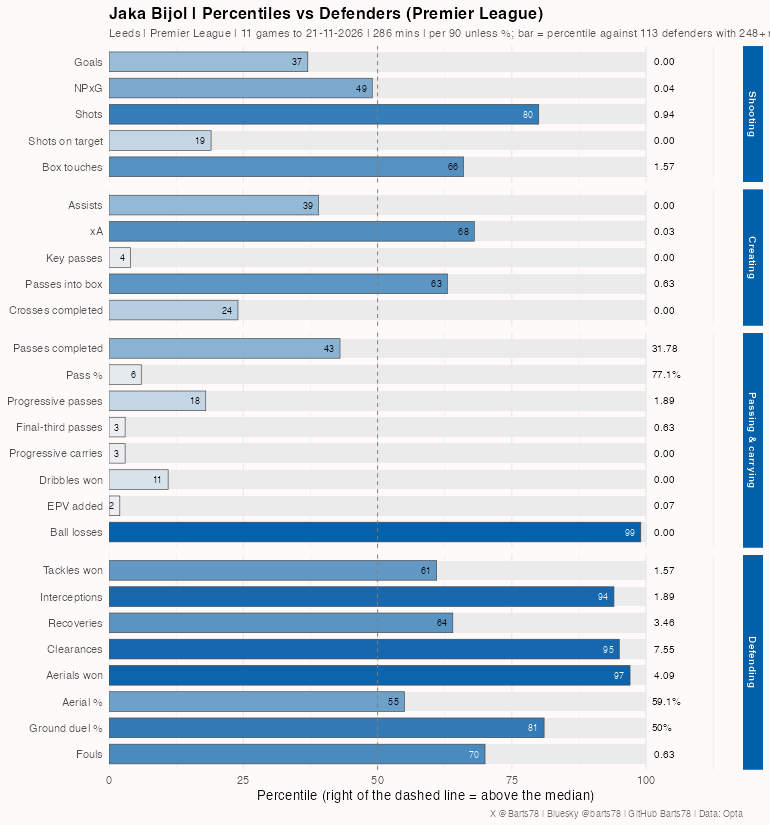 Jaka Bijol | Percentiles vs Defenders (Premier League)
Leeds | Premier League | 11 games to 21-11-2026 | 286 mins | per 90 unless %; bar = percentile against 113 defenders with 248+
Shooting
Goals 37 0.00
NPxG 49 0.04
Shots 80 0.94
Shots on target 19 0.00
Box touches 66 1.57
Creating
Assists 39 0.00
xA 68 0.03
Key passes 4 0.00
Passes into box 63 0.63
Crosses completed 24 0.00
Passing & carrying
Passes completed 43 31.78
Pass % 6 77.1%
Progressive passes 18 1.89
Final-third passes 3 0.63
Progressive carries 3 0.00
Dribbles won 11 0.00
EPV added 2 0.07
Ball losses 99 0.00
Defending
Tackles won 61 1.57
Interceptions 94 1.89
Recoveries 64 3.46
Clearances 95 7.55
Aerials won 97 4.09
Aerial % 55 59.1%
Ground duel % 81 50%
Fouls 70 0.63
0 25 50 75 100
Percentile (right of the dashed line = above the median)
X @Barts78 | Bluesky @barts78 | GitHub Barts78 | Data: Opta